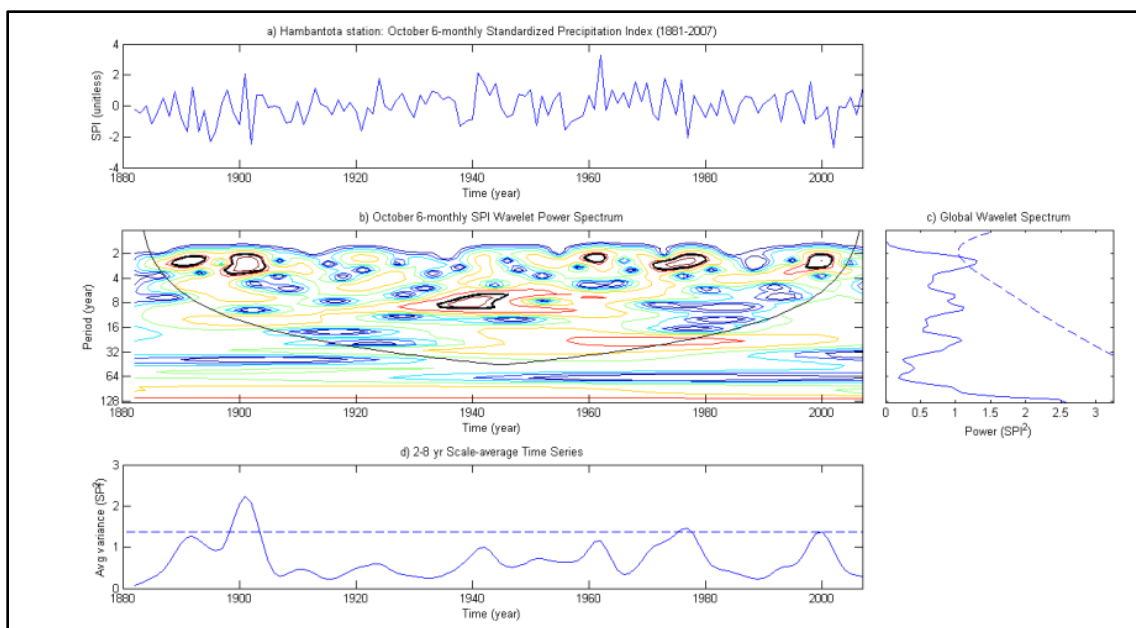 a) Hambantota station: October 6-monthly Standardized Precipitation Index (1881-2007)
4
2
0
-2
-4
SPI (unitless)
1880 1900 1920 1940 1960 1980 2000
Time (year)
b) October 6-monthly SPI Wavelet Power Spectrum
2
4
8
16
32
64
128
Period (year)
1880 1900 1920 1940 1960 1980 2000
Time (year)
c) Global Wavelet Spectrum
0 0.5 1 1.5 2 2.5 3
Power (SPI²)
d) 2-8 yr Scale-average Time Series
3
2
1
0
Avg variance (SPI²)
1880 1900 1920 1940 1960 1980 2000
Time (year)